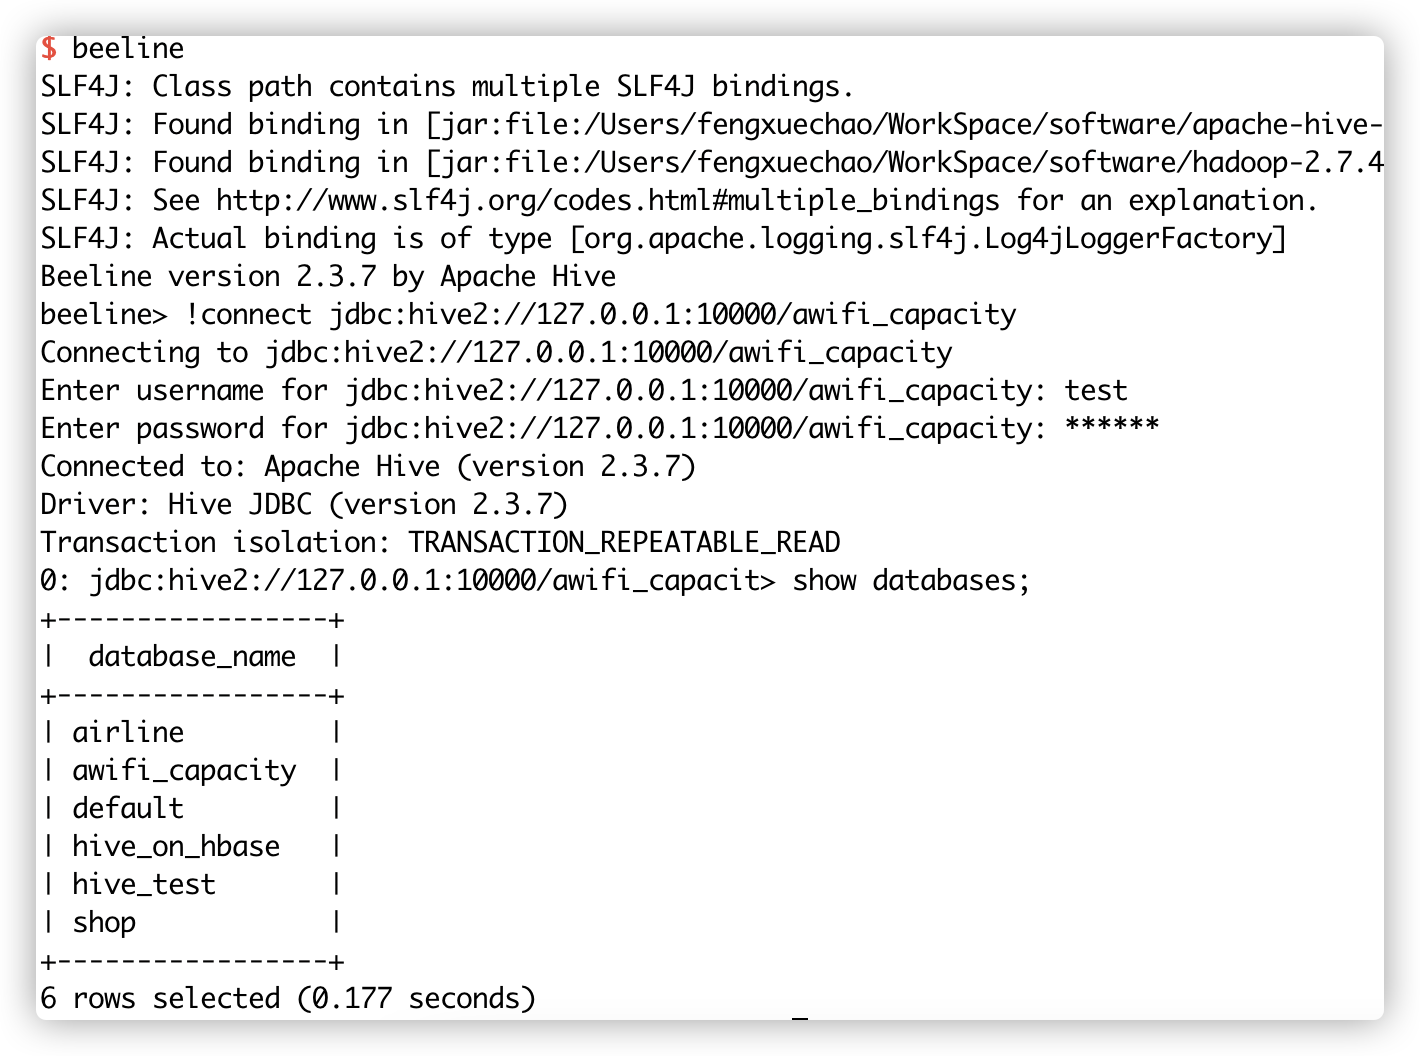 $ beeline
SLF4J: Class path contains multiple SLF4J bindings.
SLF4J: Found binding in [jar:file:/Users/fengxuechao/WorkSpace/software/apache-hive-
SLF4J: Found binding in [jar:file:/Users/fengxuechao/WorkSpace/software/hadoop-2.7.4
SLF4J: See http://www.slf4j.org/codes.html#multiple_bindings for an explanation.
SLF4J: Actual binding is of type [org.apache.logging.slf4j.Log4jLoggerFactory]
Beeline version 2.3.7 by Apache Hive
beeline> !connect jdbc:hive2://127.0.0.1:10000/awifi_capacity
Connecting to jdbc:hive2://127.0.0.1:10000/awifi_capacity
Enter username for jdbc:hive2://127.0.0.1:10000/awifi_capacity: test
Enter password for jdbc:hive2://127.0.0.1:10000/awifi_capacity: ******
Connected to: Apache Hive (version 2.3.7)
Driver: Hive JDBC (version 2.3.7)
Transaction isolation: TRANSACTION_REPEATABLE_READ
0: jdbc:hive2://127.0.0.1:10000/awifi_capacit> show databases;
+-----------------+
|  database_name  |
+-----------------+
| airline         |
| awifi_capacity  |
| default         |
| hive_on_hbase   |
| hive_test       |
| shop            |
+-----------------+
6 rows selected (0.177 seconds)